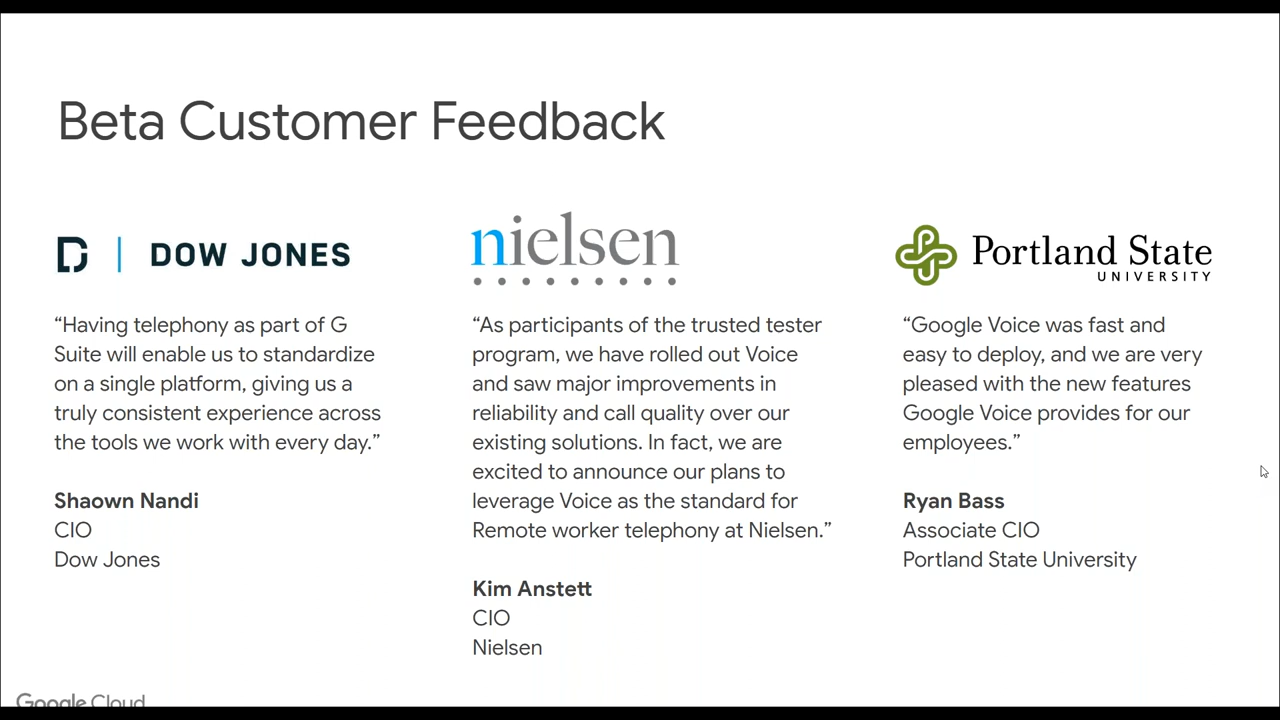 Beta Customer Feedback
DOW JONES
“Having telephony as part of G
Suite will enable us to standardize
on a single platform, giving us a
truly consistent experience across
the tools we work with every day.”
Shaown Nandi
CIO
Dow Jones
nielsen
“As participants of the trusted tester
program, we have rolled out Voice
and saw major improvements in
reliability and call quality over our
existing solutions. In fact, we are
excited to announce our plans to
leverage Voice as the standard for
Remote worker telephony at Nielsen.”
Kim Anstett
CIO
Nielsen
Portland State
UNIVERSITY
“Google Voice was fast and
easy to deploy, and we are very
pleased with the new features
Google Voice provides for our
employees.”
Ryan Bass
Associate CIO
Portland State University
Google Cloud